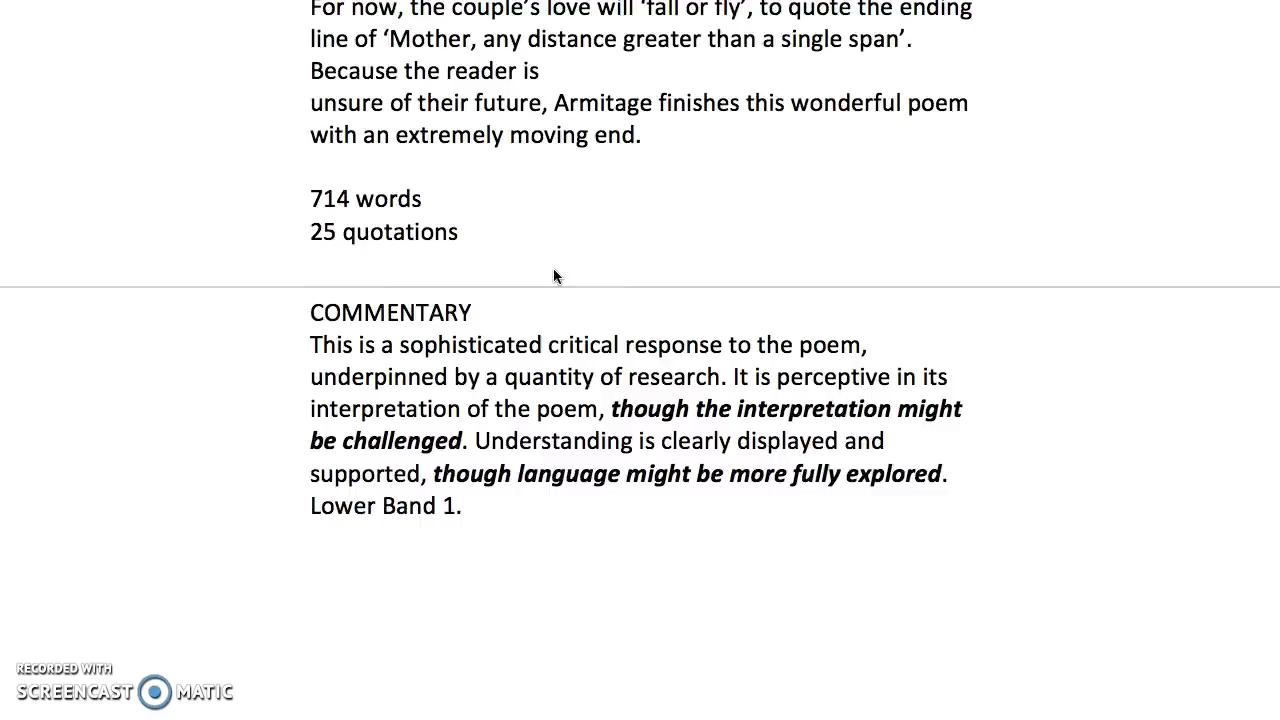 For now, the couple's love will 'fall or fly', to quote the ending
line of 'Mother, any distance greater than a single span'.
Because the reader is
unsure of their future, Armitage finishes this wonderful poem
with an extremely moving end.
714 words
25 quotations
COMMENTARY
This is a sophisticated critical response to the poem,
underpinned by a quantity of research. It is perceptive in its
interpretation of the poem, though the interpretation might
be challenged. Understanding is clearly displayed and
supported, though language might be more fully explored.
Lower Band 1.
RECORDED WITH
SCREENCAST MATIC